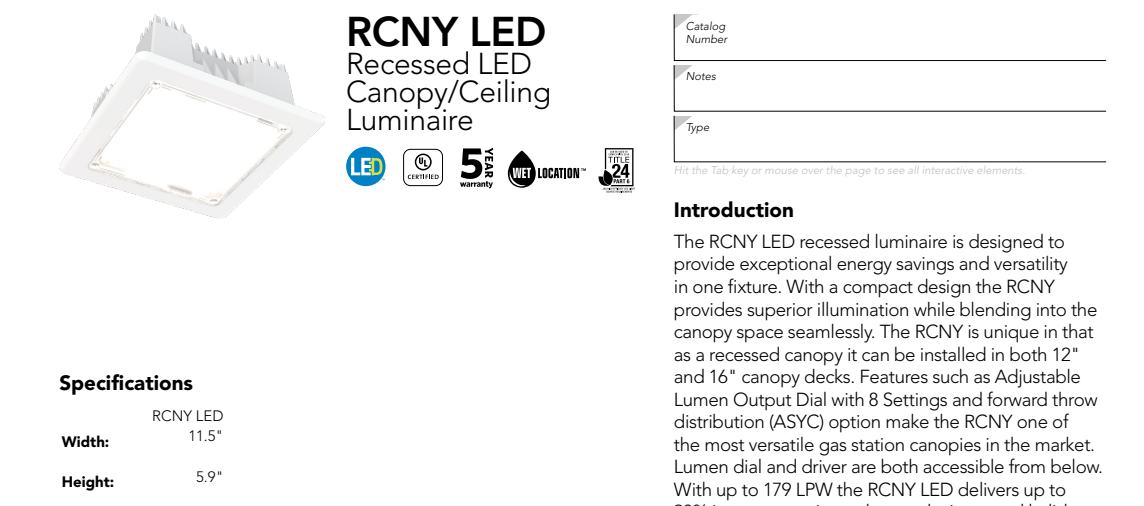 RCNY LED
Recessed LED
Canopy/Ceiling
Luminaire
LED
UL
CERTIFIED
5 YEAR
warranty
WET LOCATION™
TITLE
24
PART 6
Catalog
Number
Notes
Type
Hit the Tab key or mouse over the page to see all interactive elements.
Introduction
The RCNY LED recessed luminaire is designed to
provide exceptional energy savings and versatility
in one fixture. With a compact design the RCNY
provides superior illumination while blending into the
canopy space seamlessly. The RCNY is unique in that
as a recessed canopy it can be installed in both 12"
and 16" canopy decks. Features such as Adjustable
Lumen Output Dial with 8 Settings and forward throw
distribution (ASYC) option make the RCNY one of
the most versatile gas station canopies in the market.
Lumen dial and driver are both accessible from below.
With up to 179 LPW the RCNY LED delivers up to
Specifications
RCNY LED
Width: 11.5"
Height: 5.9"